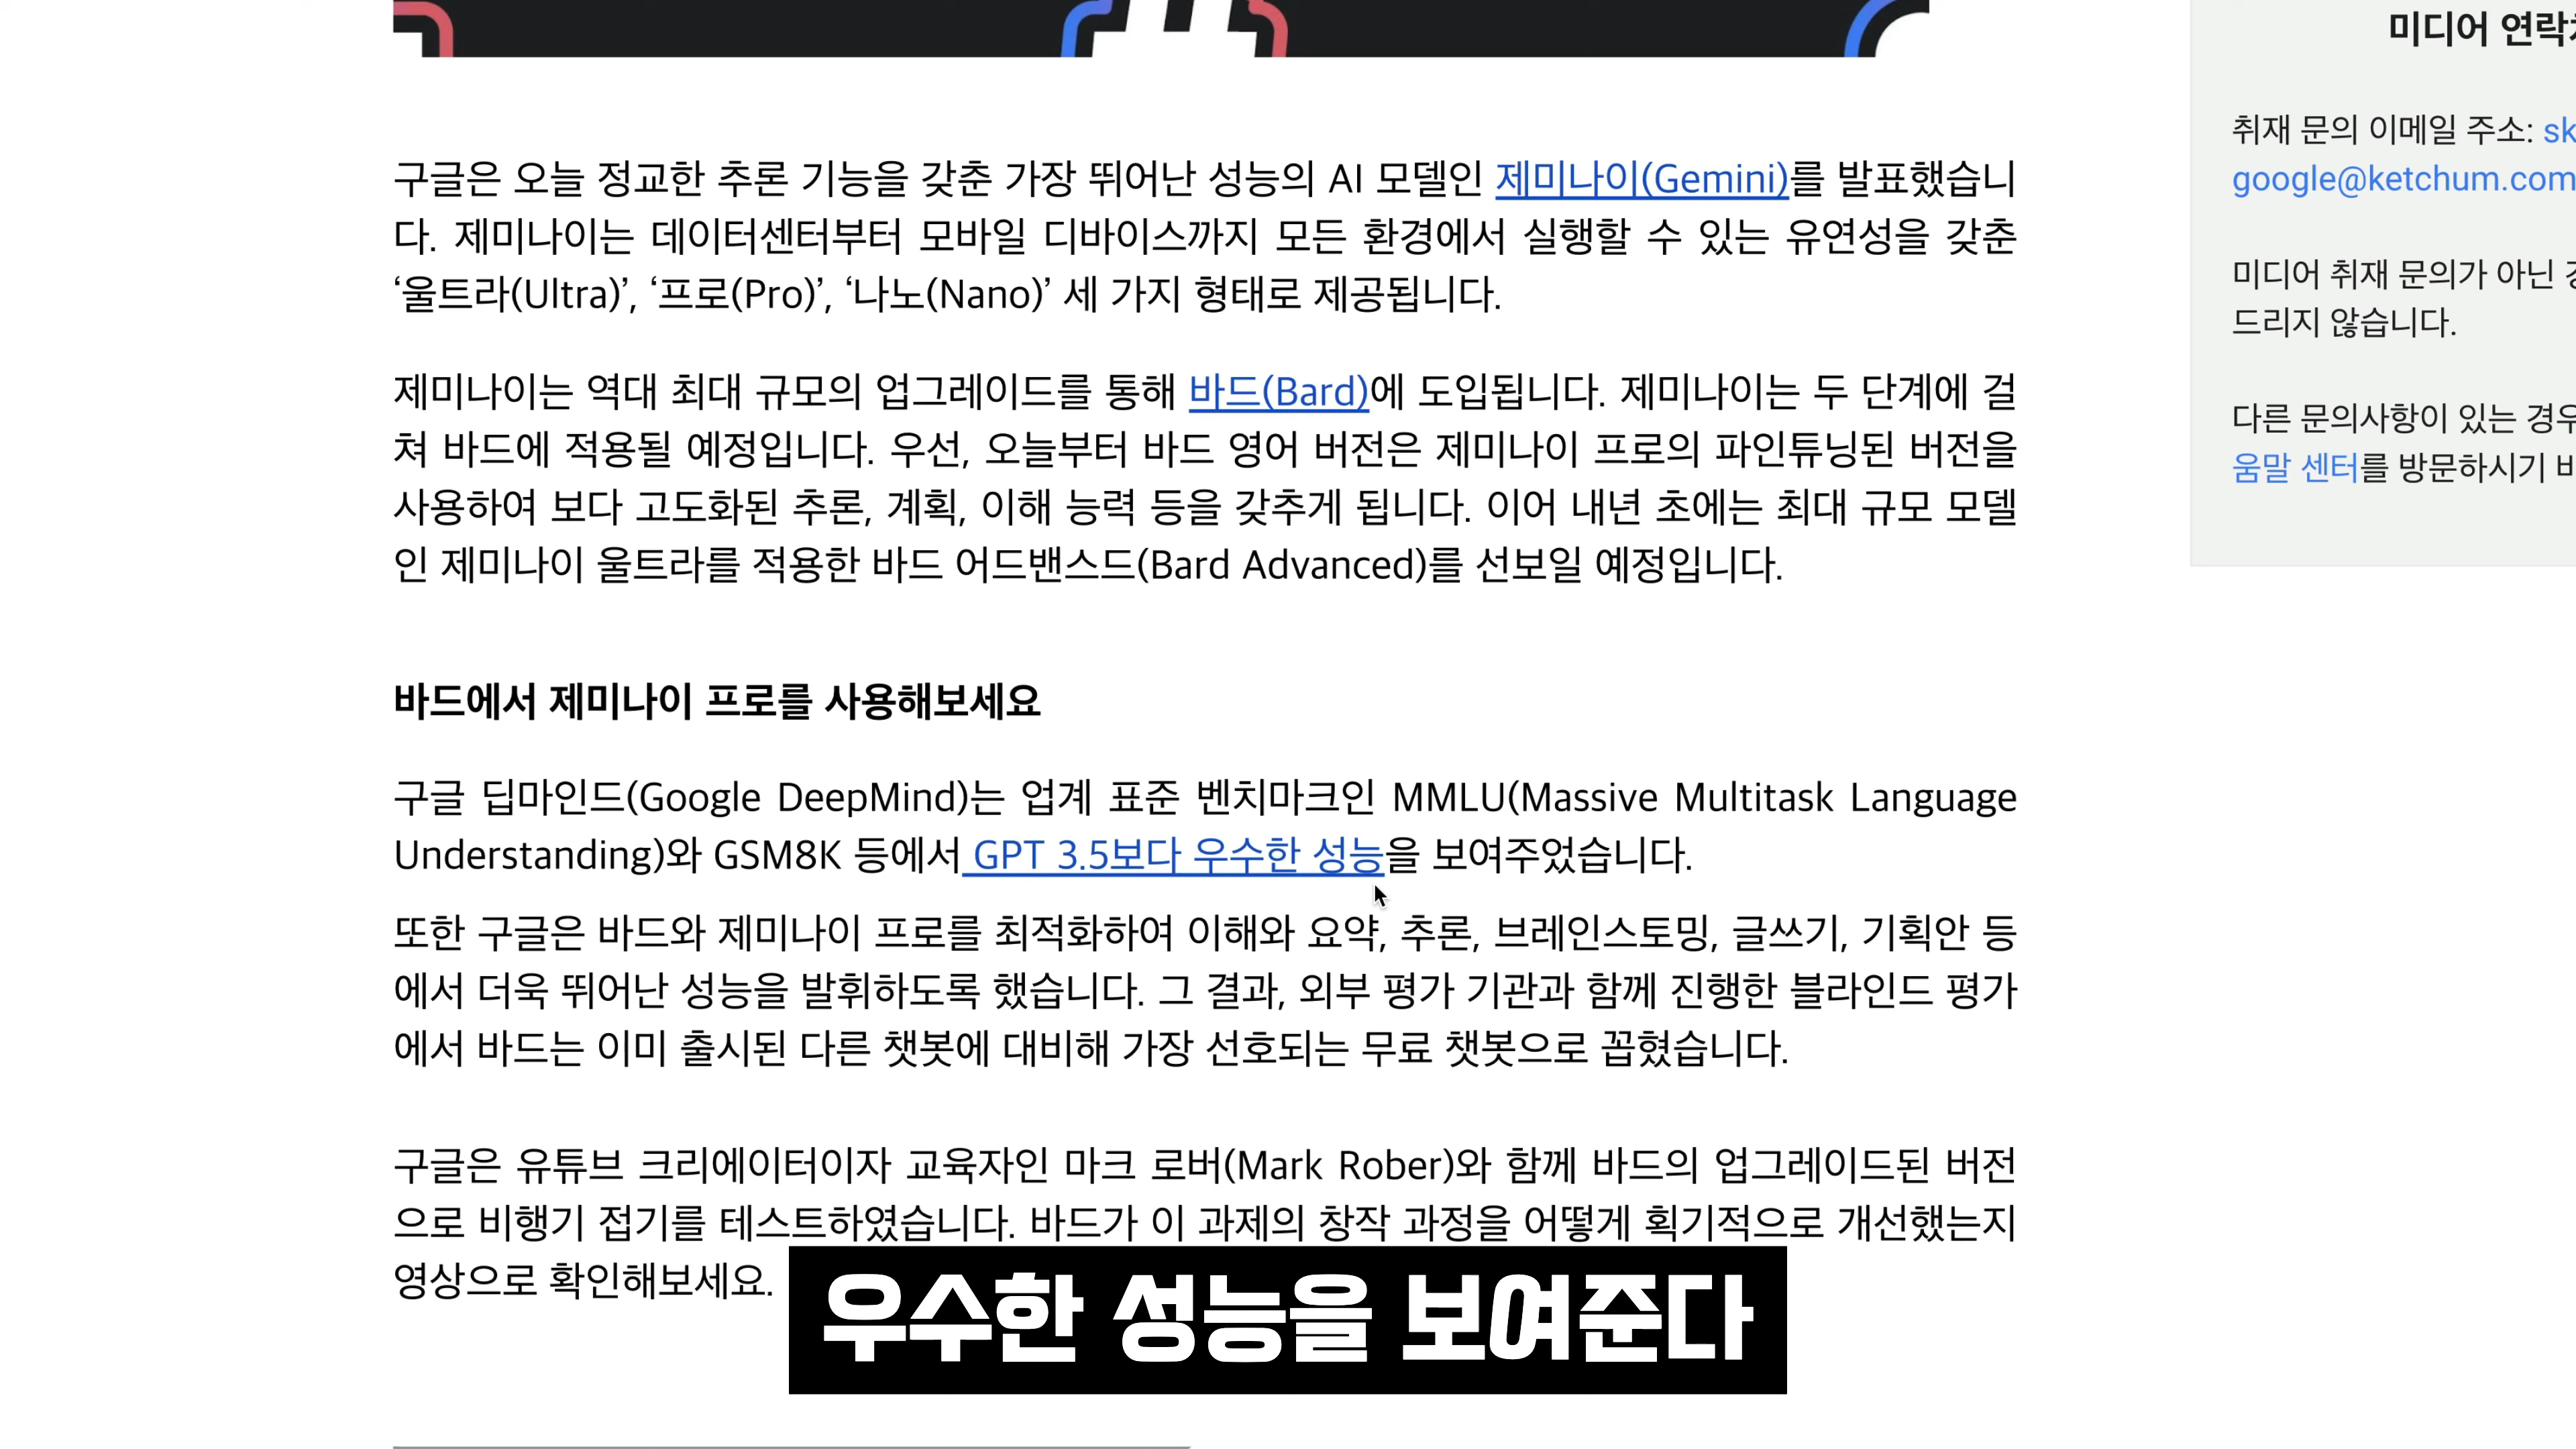 구글은 오늘 정교한 추론 기능을 갖춘 가장 뛰어난 성능의 AI 모델인 제미나이(Gemini)를 발표했습니
다. 제미나이는 데이터센터부터 모바일 디바이스까지 모든 환경에서 실행할 수 있는 유연성을 갖춘
‘울트라(Ultra)’, ‘프로(Pro)’, ‘나노(Nano)’ 세 가지 형태로 제공됩니다.
제미나이는 역대 최대 규모의 업그레이드를 통해 바드(Bard)에 도입됩니다. 제미나이는 두 단계에 걸
쳐 바드에 적용될 예정입니다. 우선, 오늘부터 바드 영어 버전은 제미나이 프로의 파인튜닝된 버전을
사용하여 보다 고도화된 추론, 계획, 이해 능력 등을 갖추게 됩니다. 이어 내년 초에는 최대 규모 모델
인 제미나이 울트라를 적용한 바드 어드밴스드(Bard Advanced)를 선보일 예정입니다.
바드에서 제미나이 프로를 사용해보세요
구글 딥마인드(Google DeepMind)는 업계 표준 벤치마크인 MMLU(Massive Multitask Language
Understanding)와 GSM8K 등에서 GPT 3.5보다 우수한 성능을 보여주었습니다.
또한 구글은 바드와 제미나이 프로를 최적화하여 이해와 요약, 추론, 브레인스토밍, 글쓰기, 기획안 등
에서 더욱 뛰어난 성능을 발휘하도록 했습니다. 그 결과, 외부 평가 기관과 함께 진행한 블라인드 평가
에서 바드는 이미 출시된 다른 챗봇에 대비해 가장 선호되는 무료 챗봇으로 꼽혔습니다.
구글은 유튜브 크리에이터이자 교육자인 마크 로버(Mark Rober)와 함께 바드의 업그레이드된 버전
으로 비행기 접기를 테스트하였습니다. 바드가 이 과제의 창작 과정을 어떻게 획기적으로 개선했는지
영상으로 확인해보세요.
우수한 성능을 보여준다
미디어
취재 문의 이메일 주소: sk
google@ketchum.com
미디어 취재 문의가 아닌
드리지 않습니다.
다른 문의사항이 있는
움말 센터를 방문하시기